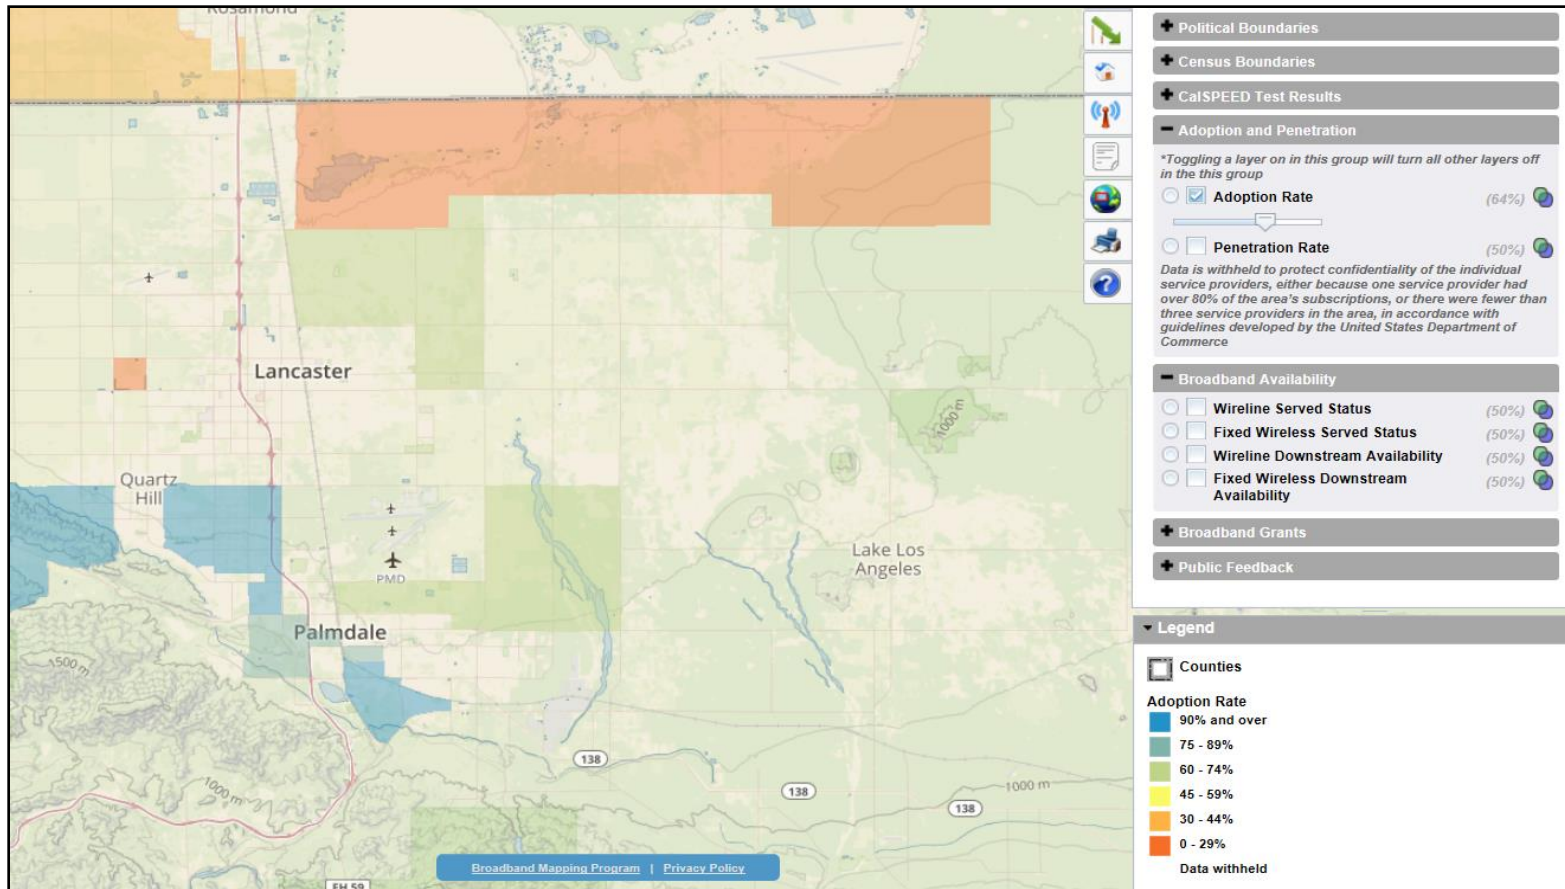 Rosamond
Lancaster
Quartz
Hill
PMD
Palmdale
Lake Los
Angeles
1000 m
1500 m
1000 m
1000 m
138
138
138
FH 59
Broadband Mapping Program | Privacy Policy
Political Boundaries
Census Boundaries
CalSPEED Test Results
Adoption and Penetration
*Toggling a layer on in this group will turn all other layers off
in the this group
Adoption Rate (64%)
Penetration Rate (50%)
Data is withheld to protect confidentiality of the individual
service providers, either because one service provider had
over 80% of the area's subscriptions, or there were fewer than
three service providers in the area, in accordance with
guidelines developed by the United States Department of
Commerce
Broadband Availability
Wireline Served Status (50%)
Fixed Wireless Served Status (50%)
Wireline Downstream Availability (50%)
Fixed Wireless Downstream (50%)
Availability
Broadband Grants
Public Feedback
Legend
Counties
Adoption Rate
90% and over
75 - 89%
60 - 74%
45 - 59%
30 - 44%
0 - 29%
Data withheld